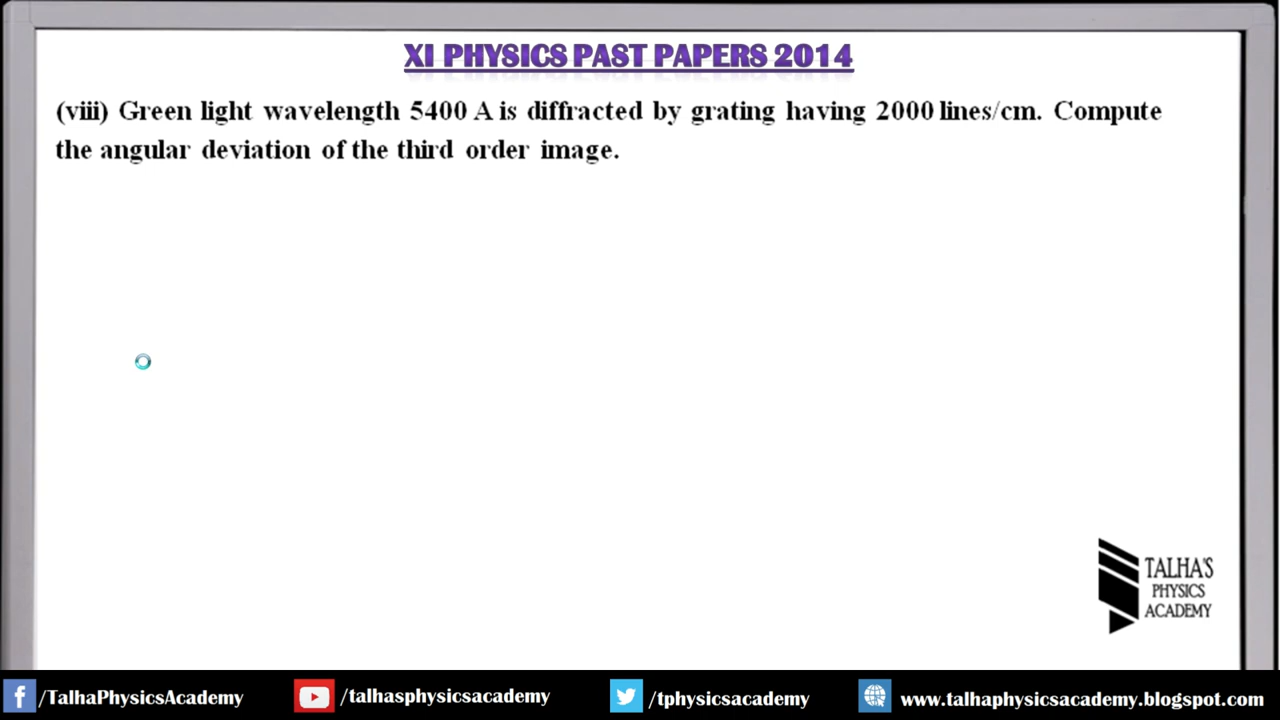 XI PHYSICS PAST PAPERS 2014
(viii) Green light wavelength 5400 A is diffracted by grating having 2000 lines/cm. Compute
the angular deviation of the third order image.
TALHA'S
PHYSICS
ACADEMY
/TalhaPhysicsAcademy
/talhasphysicsacademy
/tphysicsacademy
www.talhaphysicsacademy.blogspot.com